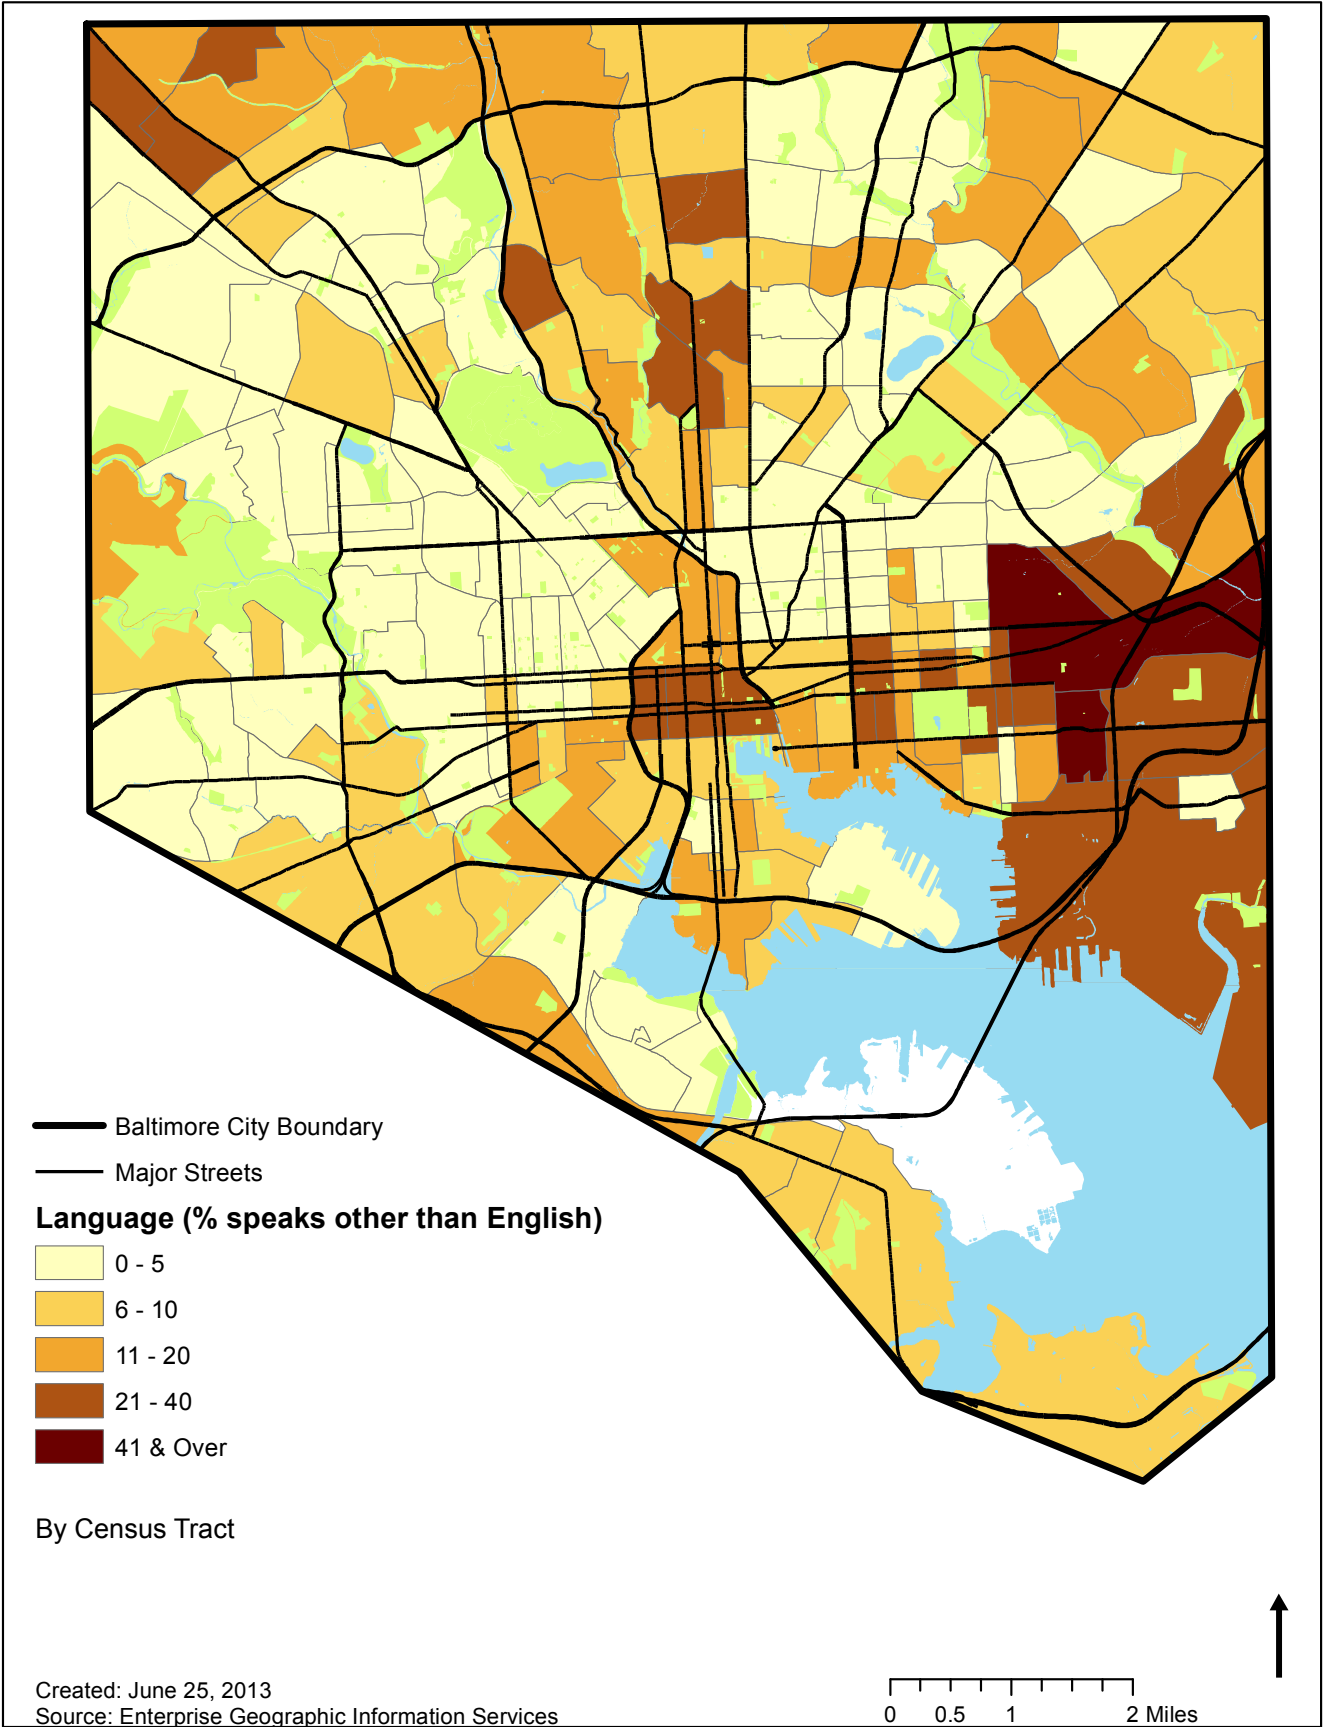 Baltimore City Boundary
Major Streets
Language (% speaks other than English)
0 - 5
6 - 10
11 - 20
21 - 40
41 & Over
By Census Tract
Created: June 25, 2013
Source: Enterprise Geographic Information Services
0 0.5 1 2 Miles